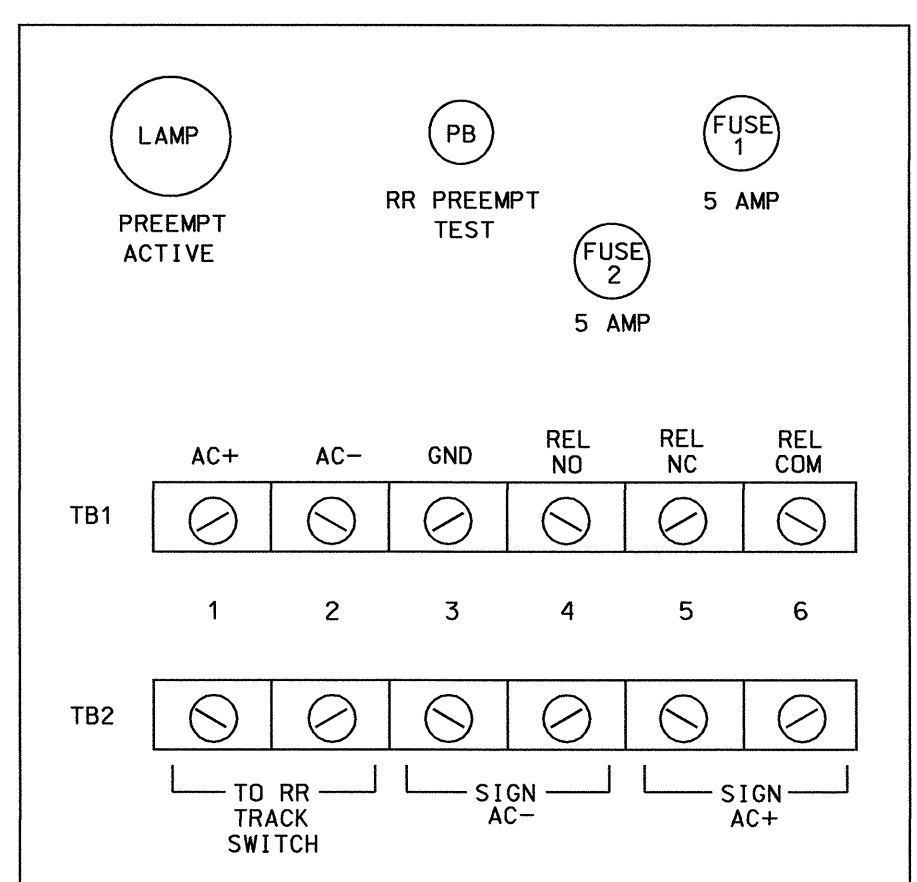 LAMP
PREEMPT
ACTIVE
PB
RR PREEMPT
TEST
FUSE
1
5 AMP
FUSE
2
5 AMP
AC+
AC-
GND
REL
NO
REL
NC
REL
COM
TB1
1 2 3 4 5 6
TB2
TO RR
TRACK
SWITCH
SIGN
AC-
SIGN
AC+